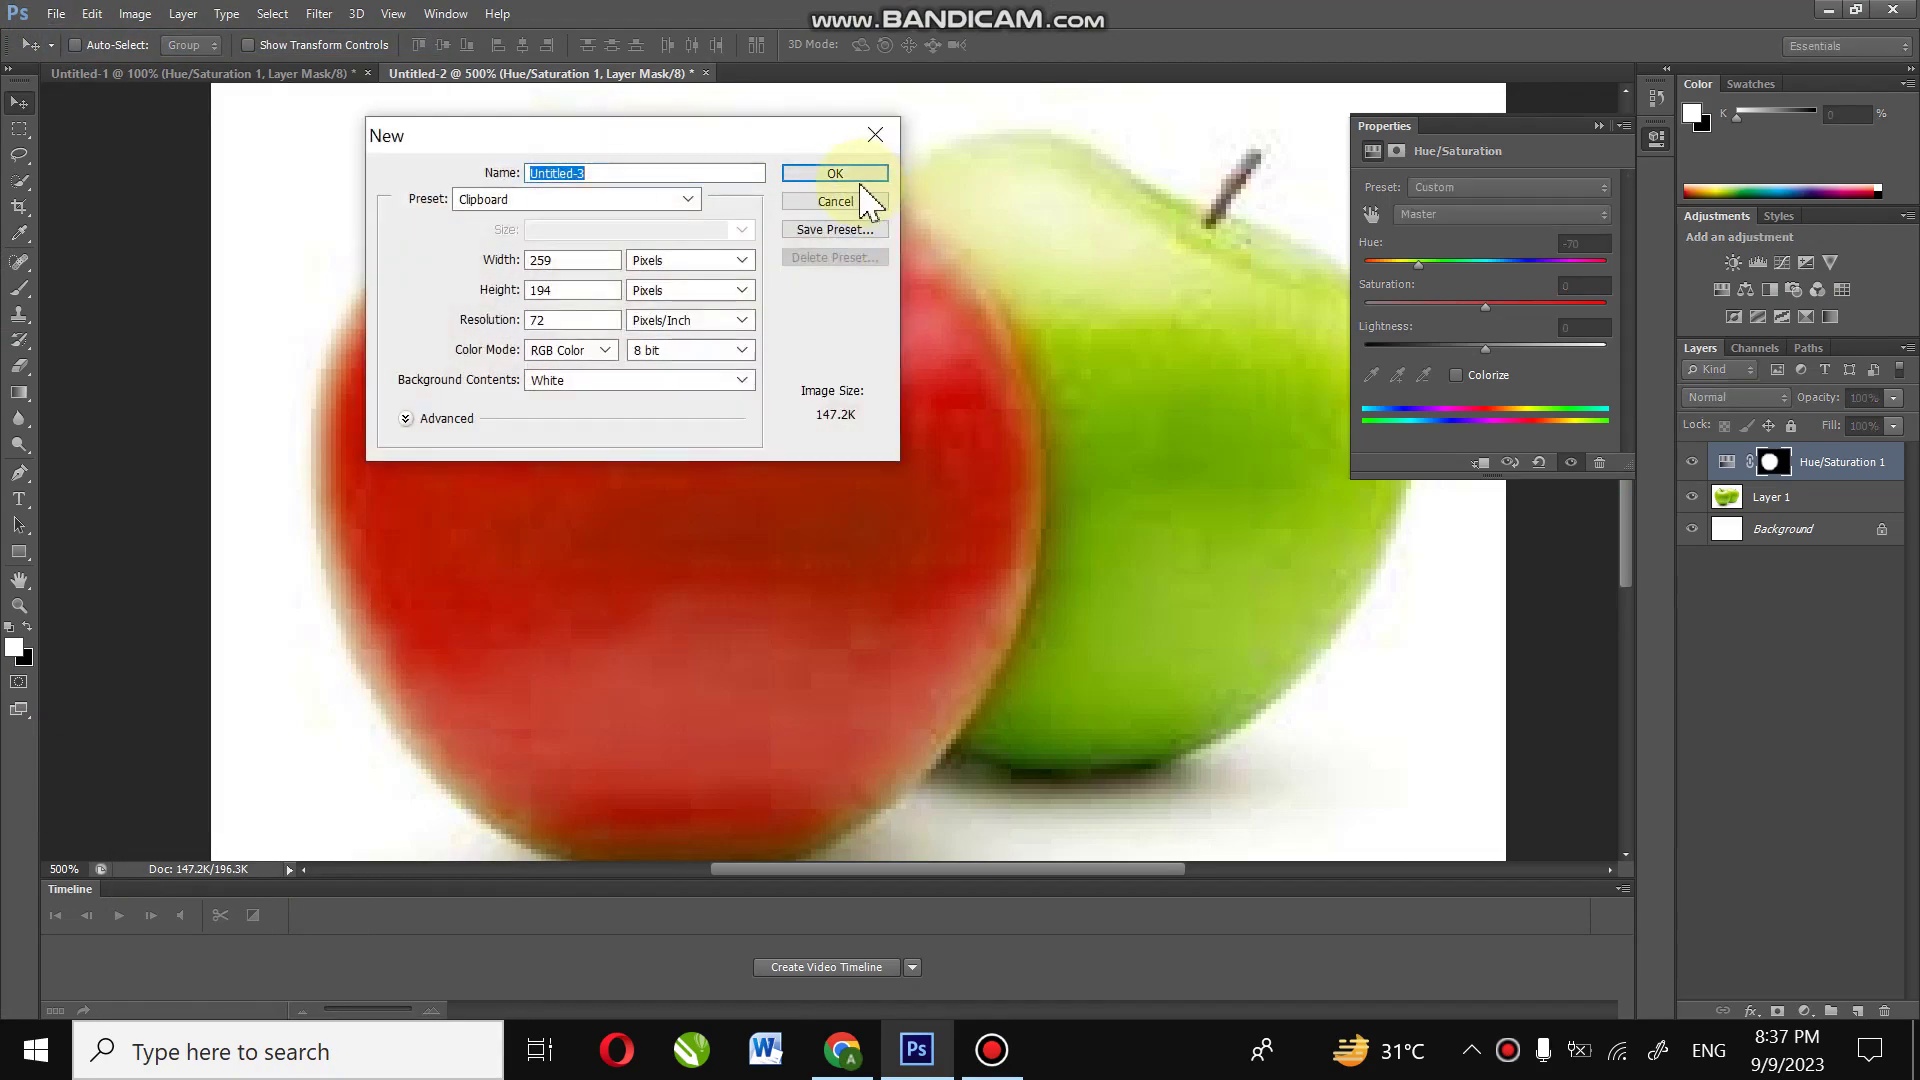 Ps File Edit Image Layer Type Select Filter 3D View Window Help
www.BANDICAM.com
Auto-Select: Group Show Transform Controls 3D Mode: Essentials
Untitled-1 @ 100% (Hue/Saturation 1, Layer Mask/8) *
Untitled-2 @ 500% (Hue/Saturation 1, Layer Mask/8) *
New
Name: Untitled-3
OK
Preset: Clipboard
Cancel
Size:
Save Preset...
Width: 259 Pixels
Delete Preset...
Height: 194 Pixels
Resolution: 72 Pixels/Inch
Color Mode: RGB Color 8 bit
Background Contents: White
Image Size:
147.2K
Advanced
Properties
Hue/Saturation
Preset: Custom
Master
Hue: -70
Saturation: 0
Lightness: 0
Colorize
Color Swatches
K 0 %
Adjustments Styles
Add an adjustment
Layers Channels Paths
Kind
Normal Opacity: 100%
Lock: Fill: 100%
Hue/Saturation 1
Layer 1
Background
500% Doc: 147.2K/196.3K
Timeline
Create Video Timeline
Type here to search
Ps
31°C
ENG
8:37 PM
9/9/2023